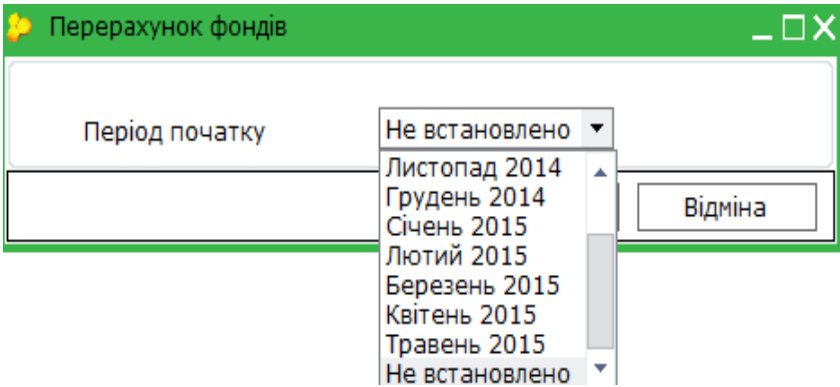 Перерахунок фондів
Період початку
Не встановлено
Листопад 2014
Грудень 2014
Січень 2015
Лютий 2015
Березень 2015
Квітень 2015
Травень 2015
Не встановлено
Відміна